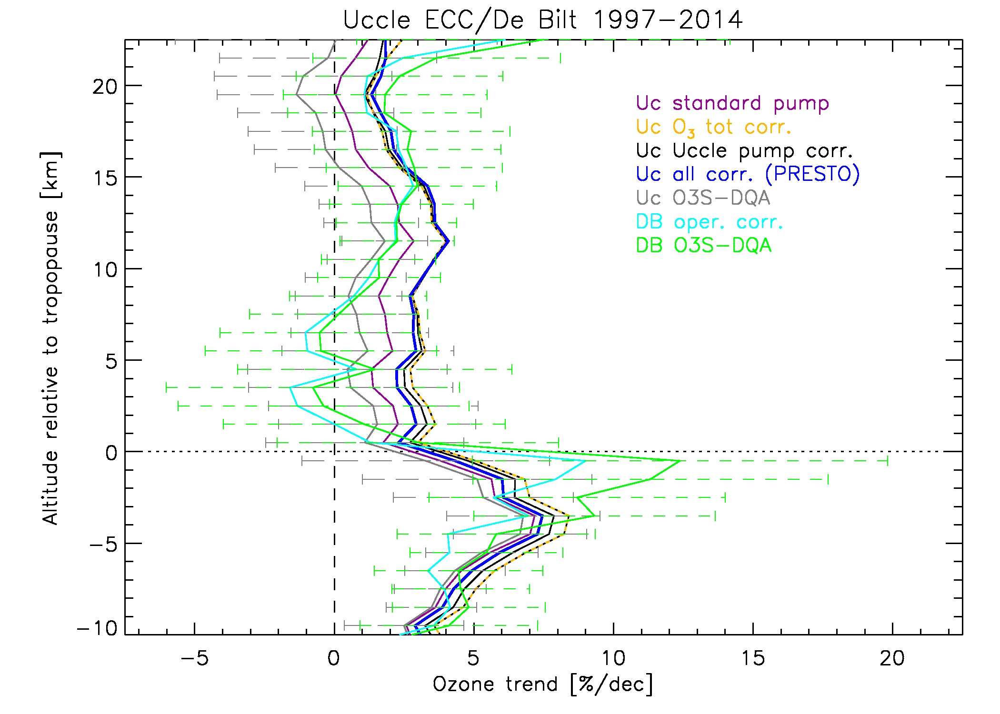 Uccle ECC/De Bilt 1997-2014
Altitude relative to tropopause [km]
20
15
10
5
0
-5
-10
Uc standard pump
Uc O₃ tot corr.
Uc Uccle pump corr.
Uc all corr. (PRESTO)
Uc O3S-DQA
DB oper. corr.
DB O3S-DQA
-5 0 5 10 15 20
Ozone trend [%/dec]